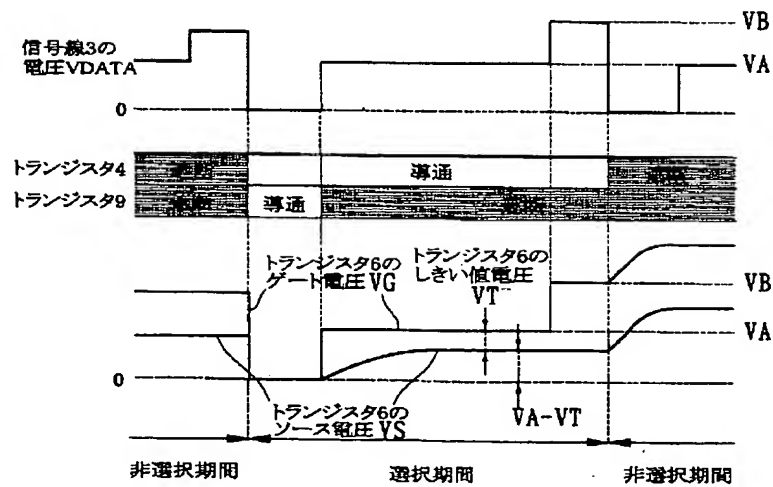 信号線3の
電圧VDATA
0
VB
VA
トランジスタ4
導通
トランジスタ9
導通
トランジスタ6の
ゲート電圧 VG
トランジスタ6の
しきい値電圧
VT
VB
VA
0
トランジスタ6の
ソース電圧 VS
VA-VT
非選択期間
選択期間
非選択期間